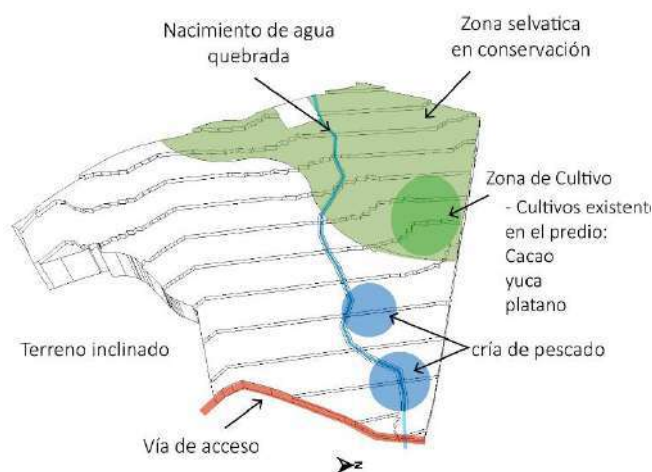 Nacimiento de agua
quebrada
Zona selvatica
en conservación
Zona de Cultivo
- Cultivos existente
en el predio:
Cacao
yuca
platano
Terreno inclinado
cría de pescado
Vía de acceso
N